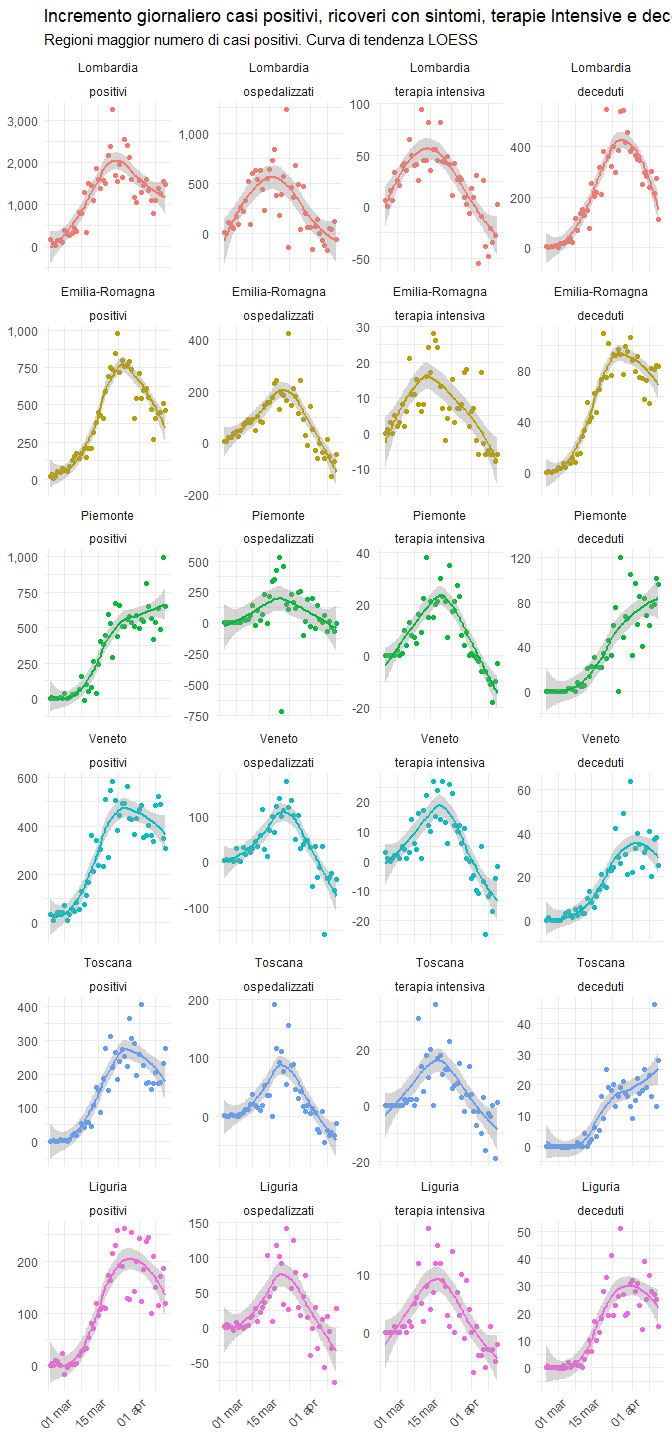 Incremento giornaliero casi positivi, ricoveri con sintomi, terapie Intensive e dec
Regioni maggior numero di casi positivi. Curva di tendenza LOESS
Lombardia Lombardia Lombardia Lombardia
positivi ospedalizzati terapia intensiva deceduti
3,000 2,000 1,000 0
1,000 500 0
100 50 0 -50
400 200 0
Emilia-Romagna Emilia-Romagna Emilia-Romagna Emilia-Romagna
positivi ospedalizzati terapia intensiva deceduti
1,000 750 500 250 0
400 200 0 -200
30 20 10 0 -10
80 40 0
Piemonte Piemonte Piemonte Piemonte
positivi ospedalizzati terapia intensiva deceduti
1,000 750 500 250 0
500 250 0 -250 -500 -750
40 20 0 -20
120 80 40 0
Veneto Veneto Veneto Veneto
positivi ospedalizzati terapia intensiva deceduti
600 400 200 0
100 0 -100
20 10 0 -10 -20
60 40 20 0
Toscana Toscana Toscana Toscana
positivi ospedalizzati terapia intensiva deceduti
400 300 200 100 0
200 100 0
20 0 -20
40 30 20 10 0
Liguria Liguria Liguria Liguria
positivi ospedalizzati terapia intensiva deceduti
200 100 0
150 100 50 0 -50
10 0
50 40 30 20 10 0
01 mar 15 mar 01 apr 01 mar 15 mar 01 apr 01 mar 15 mar 01 apr 01 mar 15 mar 01 apr